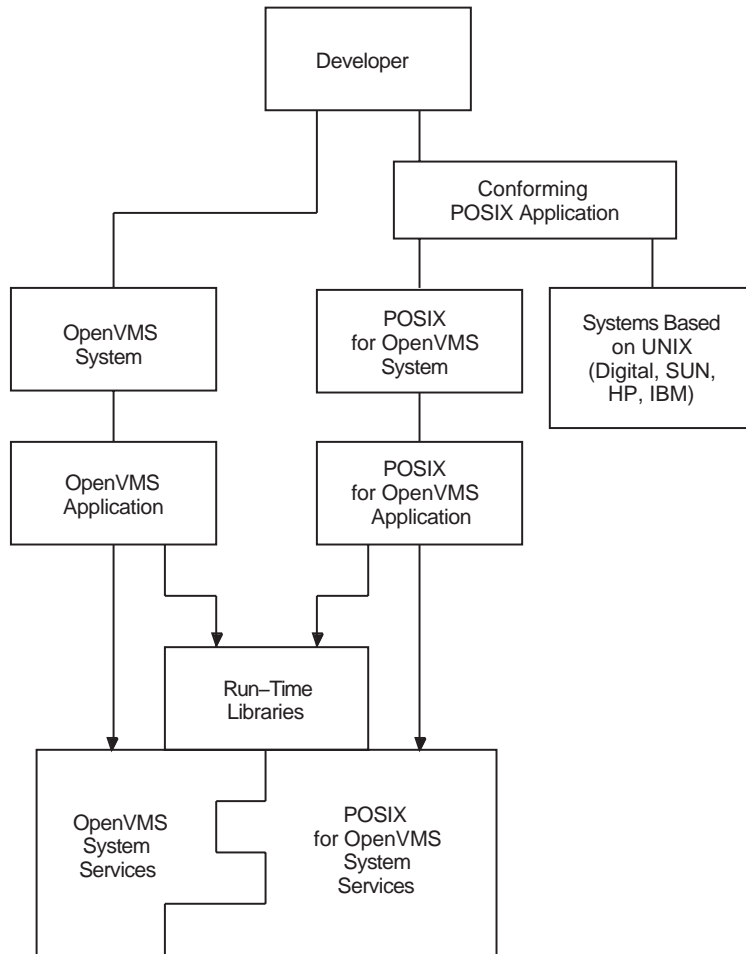 Developer
Conforming
POSIX Application
OpenVMS
System
POSIX
for OpenVMS
System
Systems Based
on UNIX
(Digital, SUN,
HP, IBM)
OpenVMS
Application
POSIX
for OpenVMS
Application
Run–Time
Libraries
OpenVMS
System
Services
POSIX
for OpenVMS
System
Services